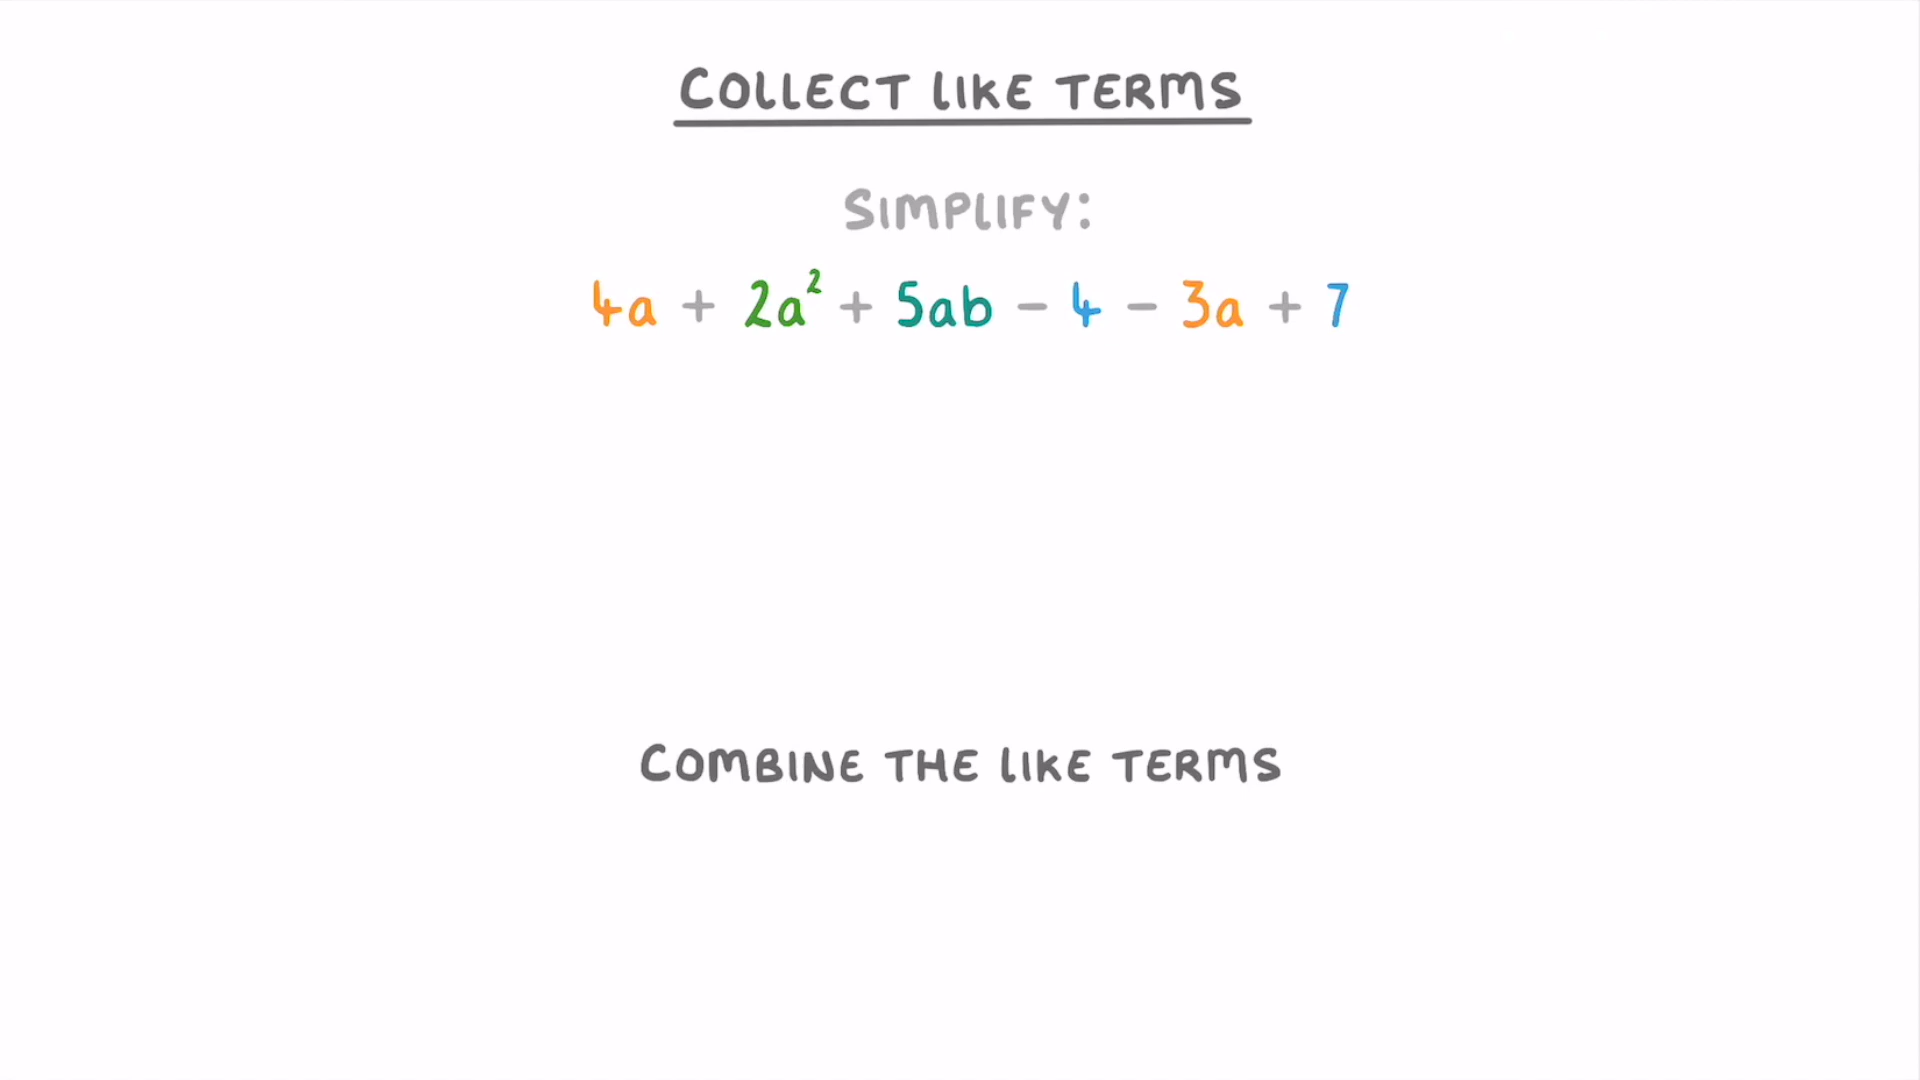 COLLECT LIKE TERMS
SIMPLIFY:
4a + 2a² + 5ab − 4 − 3a + 7
COMBINE THE LIKE TERMS